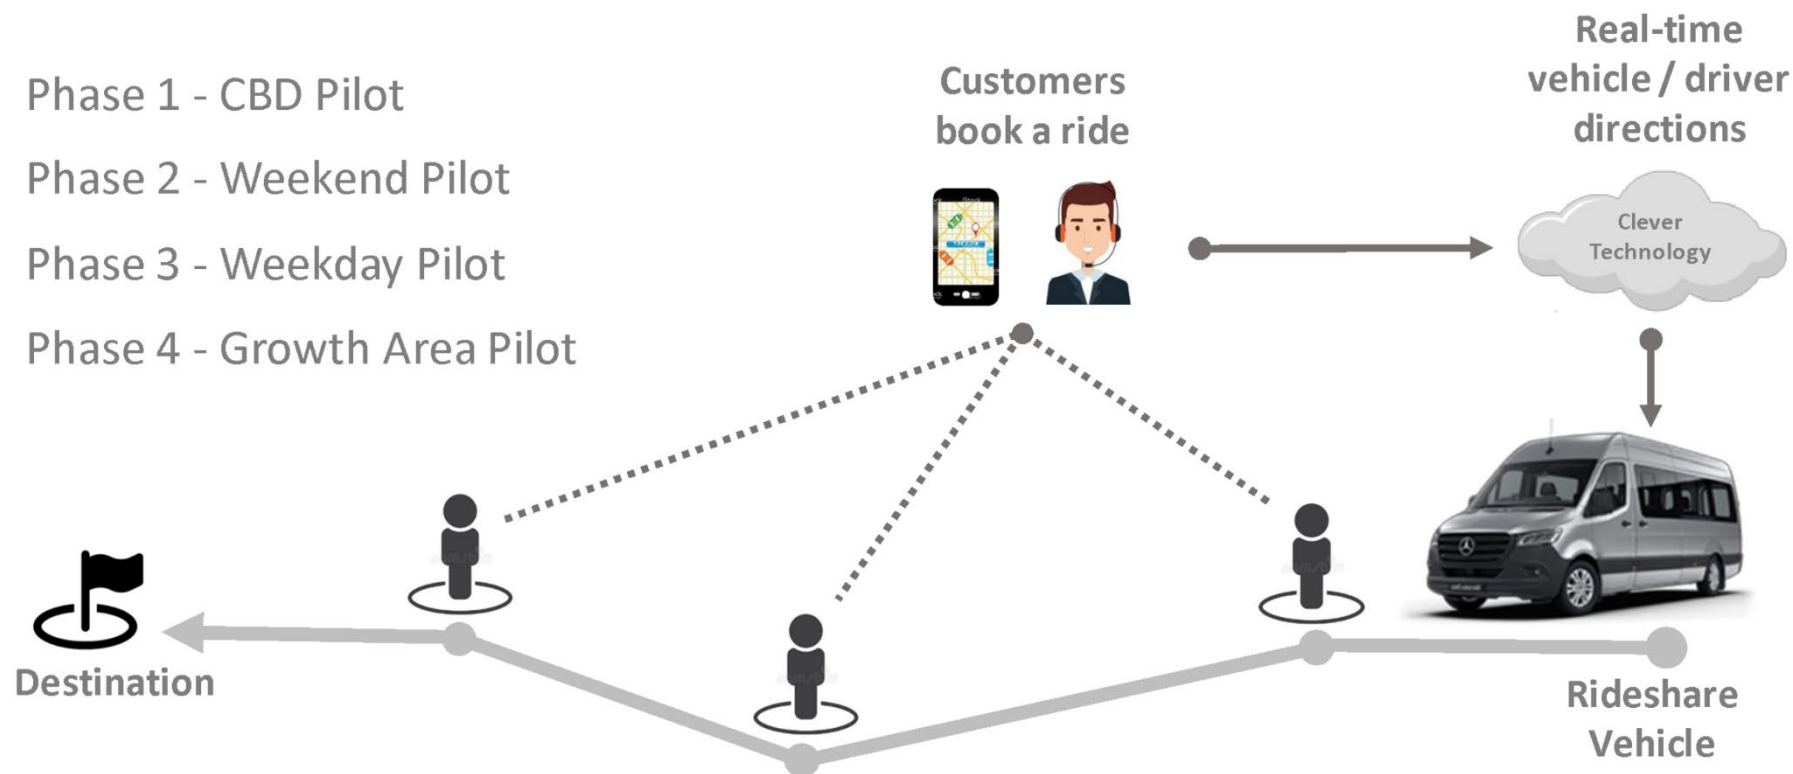 Phase 1 - CBD Pilot
Phase 2 - Weekend Pilot
Phase 3 - Weekday Pilot
Phase 4 - Growth Area Pilot
Customers
book a ride
Real-time
vehicle / driver
directions
Clever
Technology
Destination
Rideshare
Vehicle